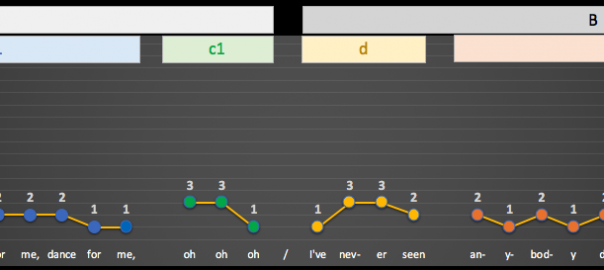 B
c1 d
3 3 3 3
2 2 2 2 2 2
1 1 1 1 1 1
me, dance for me, oh oh oh / I've nev- er seen an- y- bod- y